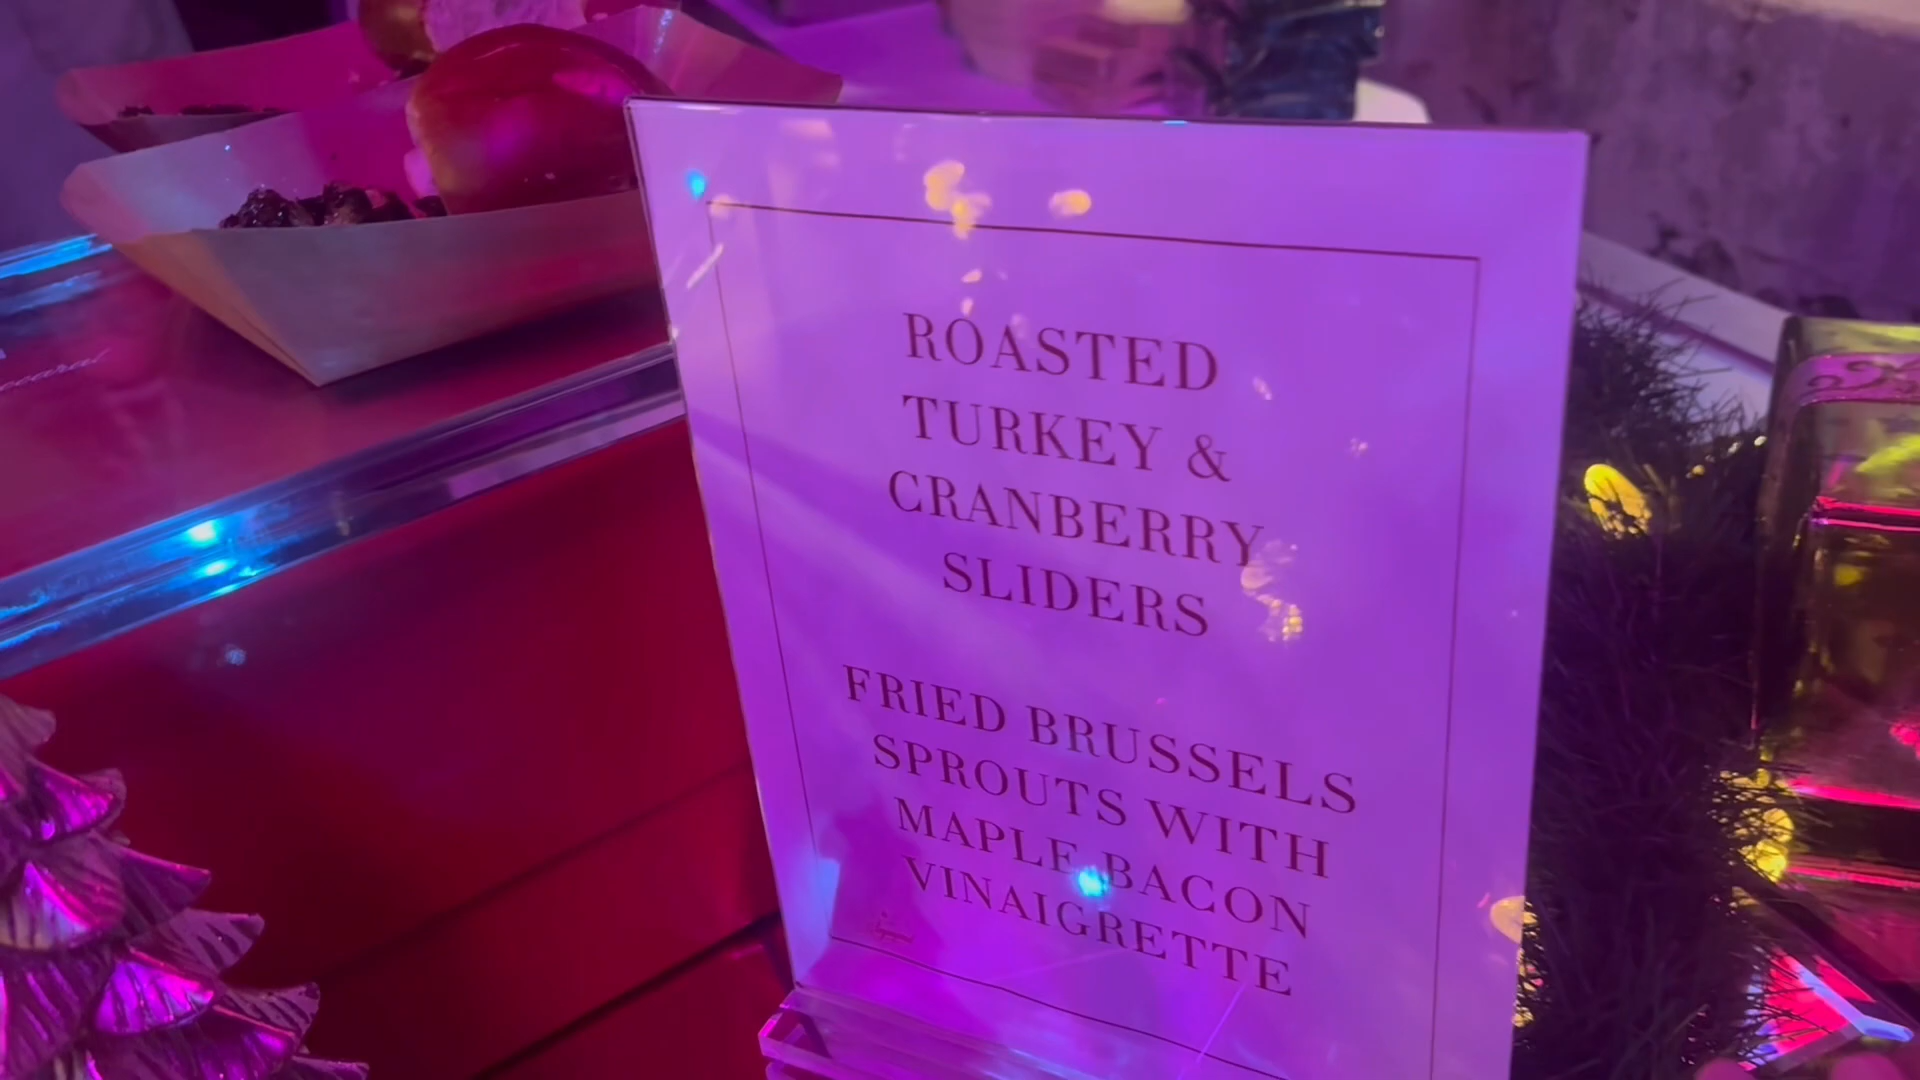 ROASTED
TURKEY &
CRANBERRY
SLIDERS
FRIED BRUSSELS
SPROUTS WITH
MAPLE BACON
VINAIGRETTE